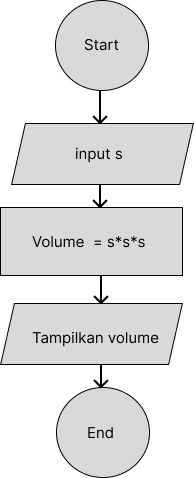 Start
input s
Volume  = s*s*s
Tampilkan volume
End